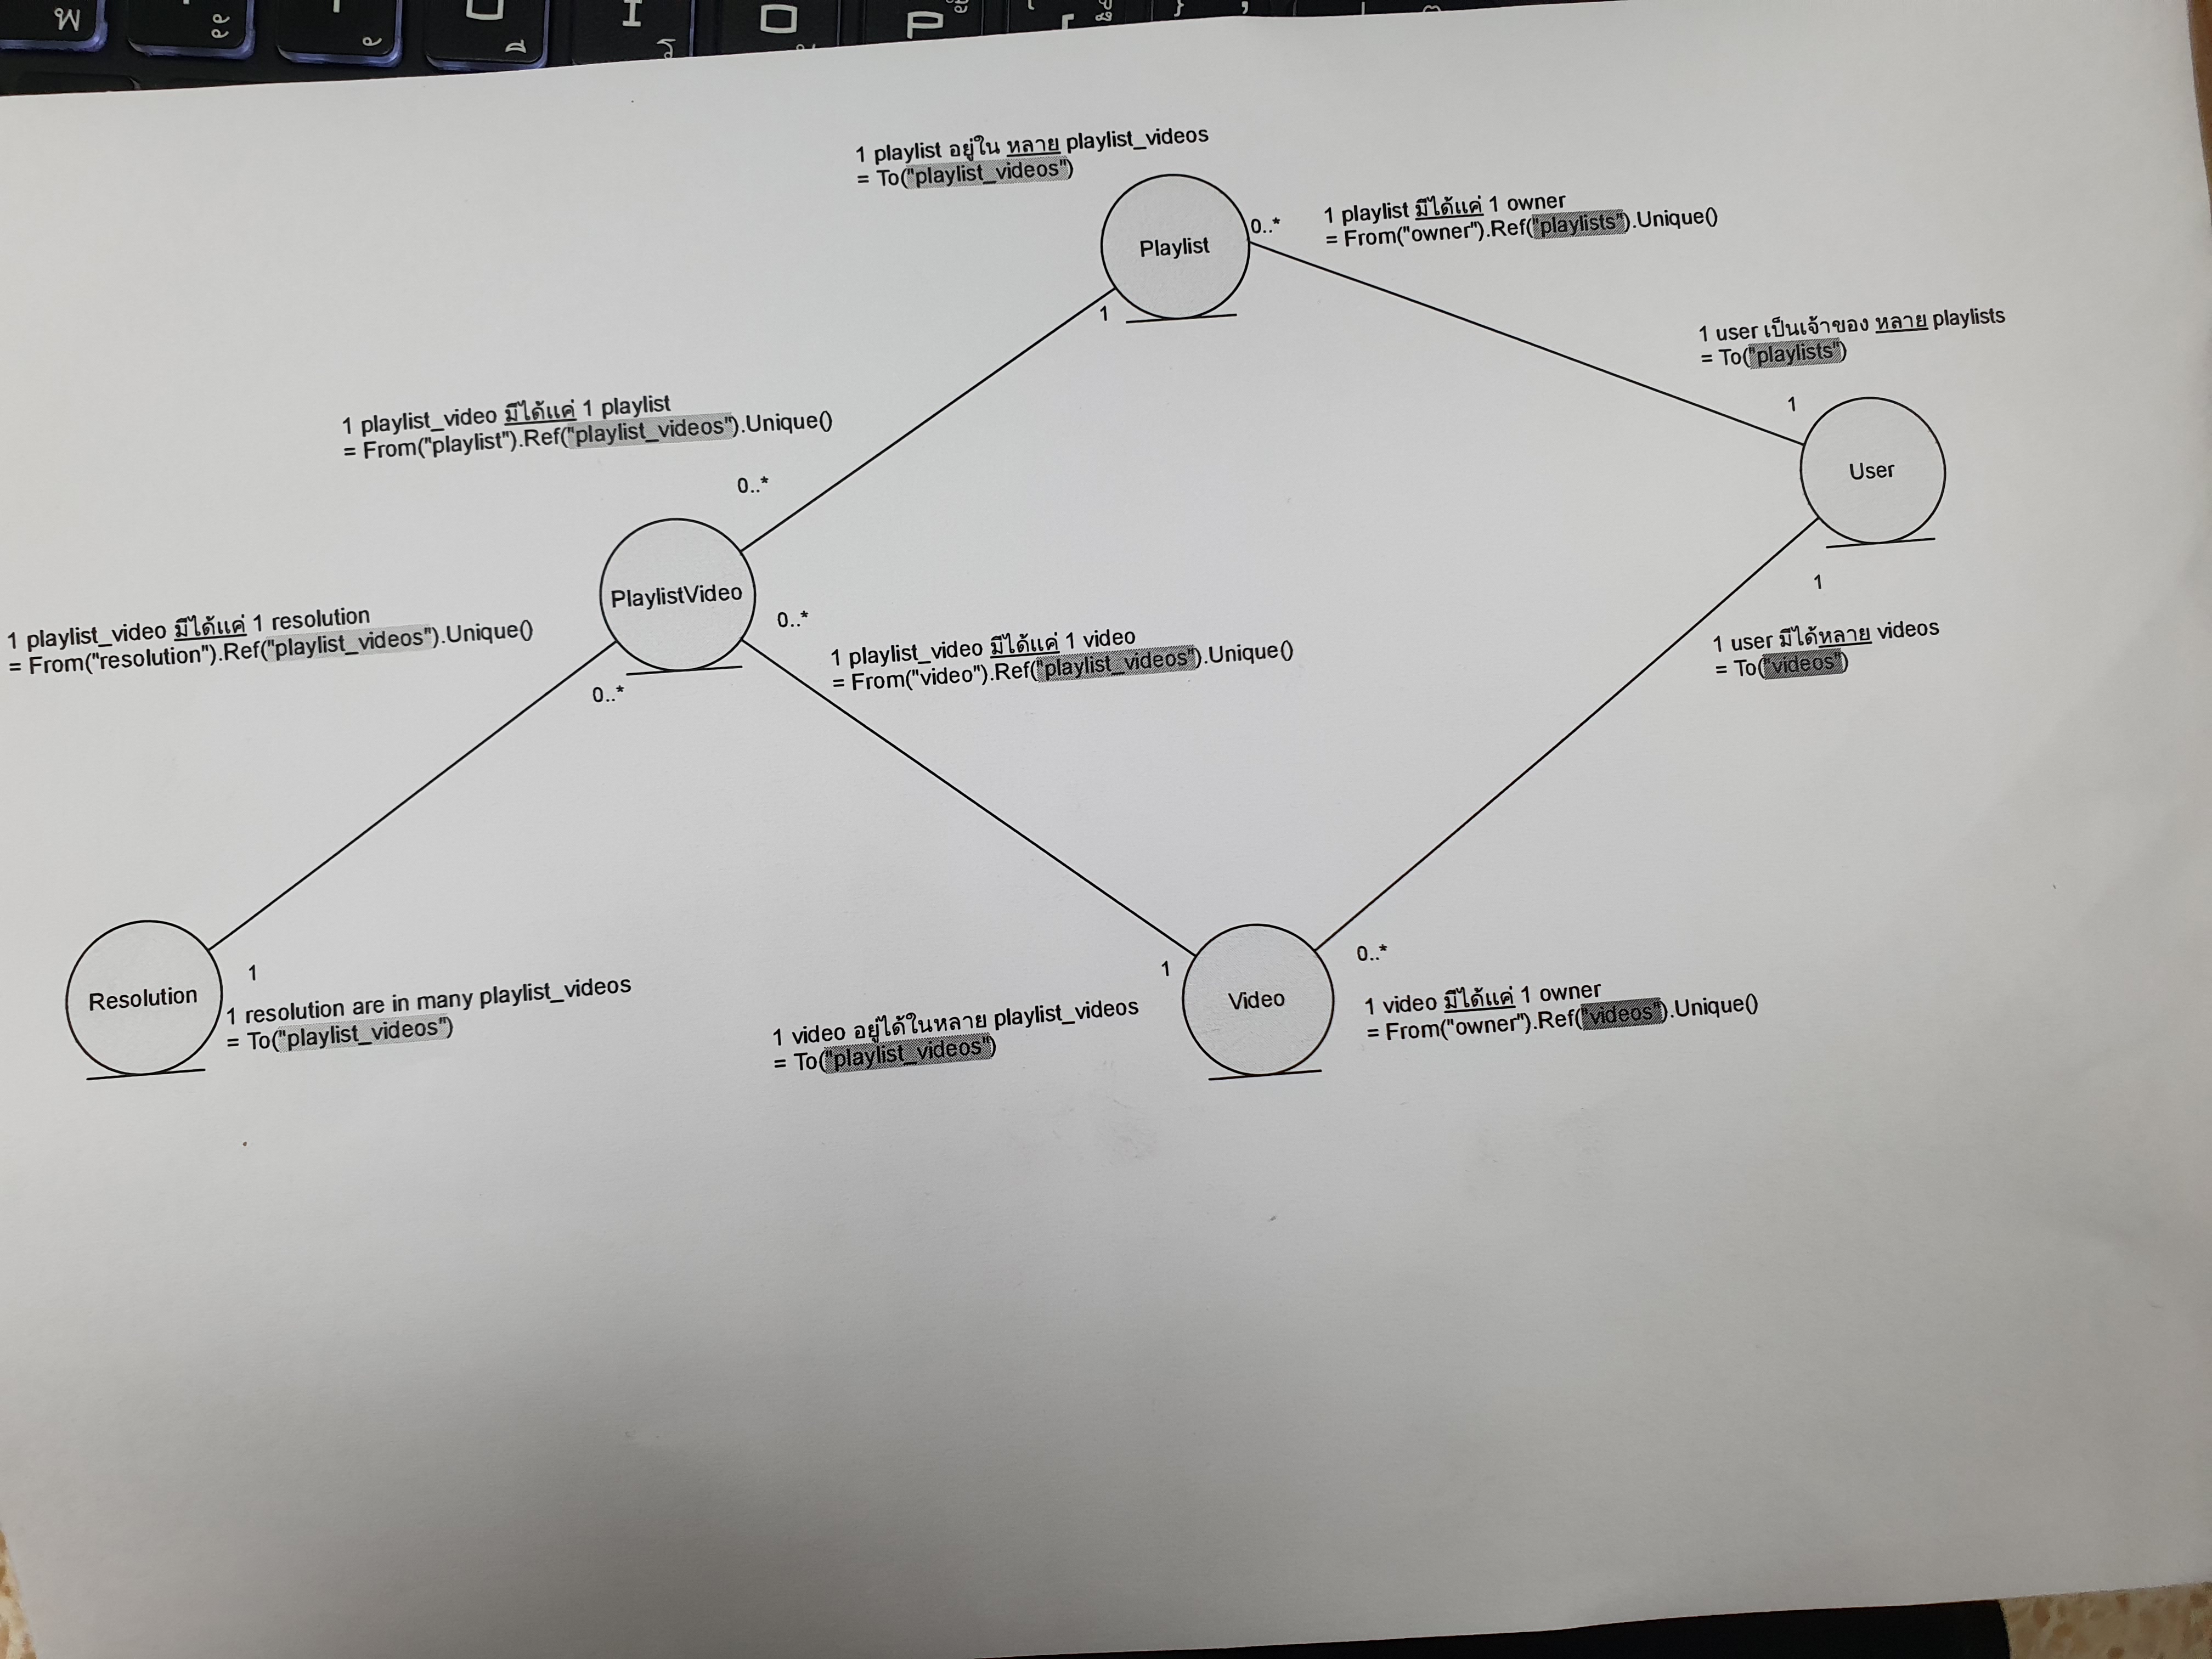 1 playlist อยู่ใน หลาย playlist_videos
= To("playlist_videos")
1 playlist มีได้แค่ 1 owner
= From("owner").Ref("playlists").Unique()
Playlist
0..*
1
1 user เป็นเจ้าของ หลาย playlists
= To("playlists")
1
User
1
1 playlist_video มีได้แค่ 1 playlist
= From("playlist").Ref("playlist_videos").Unique()
0..*
PlaylistVideo
0..*
0..*
1 playlist_video มีได้แค่ 1 resolution
= From("resolution").Ref("playlist_videos").Unique()
1 playlist_video มีได้แค่ 1 video
= From("video").Ref("playlist_videos").Unique()
1 user มีได้หลาย videos
= To("videos")
Resolution
1
1 resolution are in many playlist_videos
= To("playlist_videos")
1 video อยู่ได้ในหลาย playlist_videos
= To("playlist_videos")
1
Video
0..*
1 video มีได้แค่ 1 owner
= From("owner").Ref("videos").Unique()